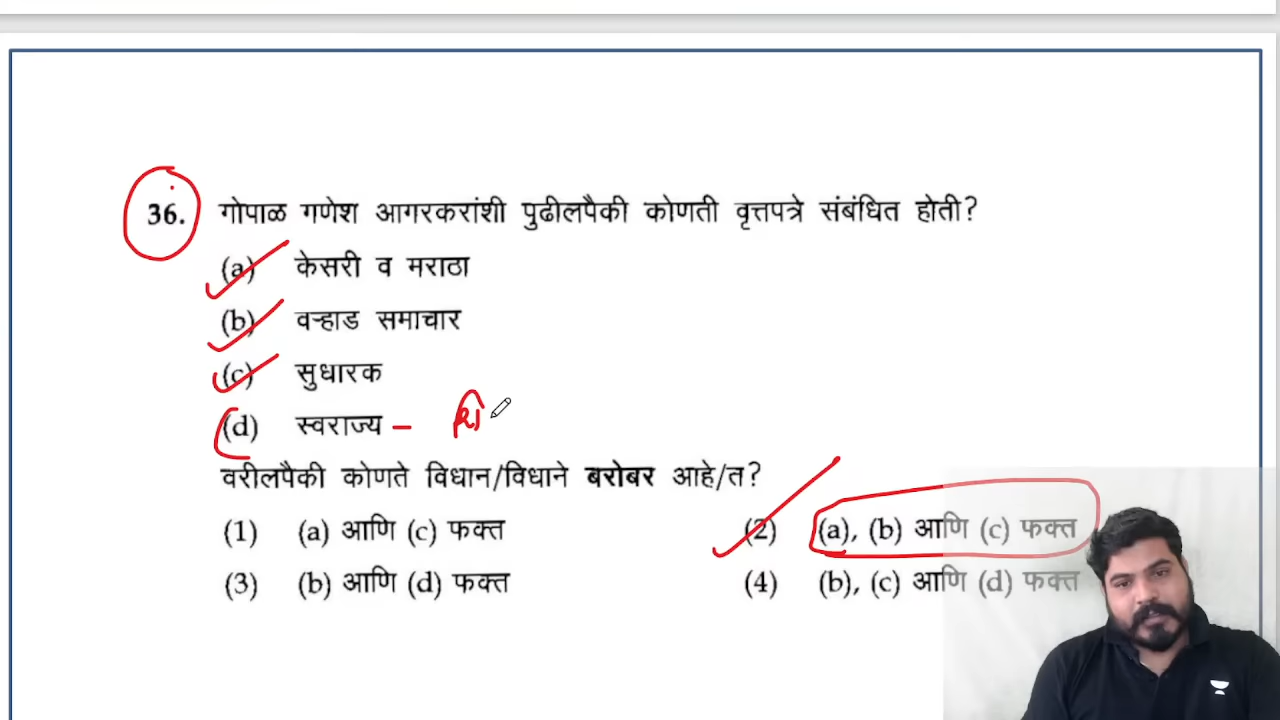 36. गोपाळ गणेश आगरकरांशी पुढीलपैकी कोणती वृत्तपत्रे संबंधित होती?
(a) केसरी व मराठा
(b) वऱ्हाड समाचार
(c) सुधारक
(d) स्वराज्य –
वरीलपैकी कोणते विधान/विधाने बरोबर आहे/त?
(1) (a) आणि (c) फक्त (2) (a), (b) आणि (c) फक्त
(3) (b) आणि (d) फक्त (4) (b), (c) आणि (d) फक्त